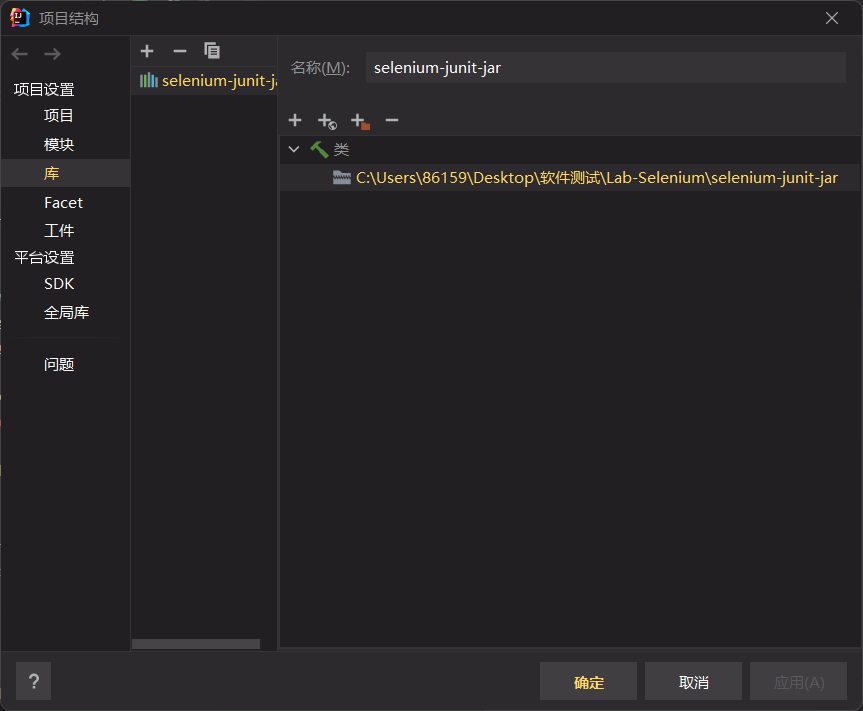 项目结构
项目设置
项目
模块
库
Facet
工件
平台设置
SDK
全局库
问题
selenium-junit-j
名称(M):
selenium-junit-jar
类
C:\Users\86159\Desktop\软件测试\Lab-Selenium\selenium-junit-jar
?
确定
取消
应用(A)